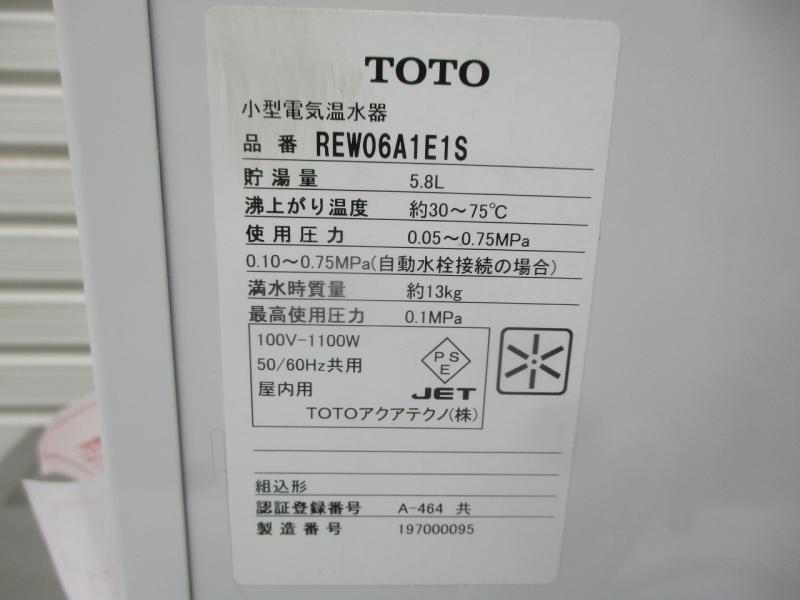 TOTO
小型電気温水器
品番 REW06A1E1S
貯湯量 5.8L
沸上がり温度 約30〜75℃
使用圧力 0.05〜0.75MPa
0.10〜0.75MPa(自動水栓接続の場合)
満水時質量 約13kg
最高使用圧力 0.1MPa
100V-1100W
50/60Hz共用
屋内用
PS
E
JET
TOTOアクアテクノ(株)
組込形
認証登録番号 A-464 共
製造番号 197000095